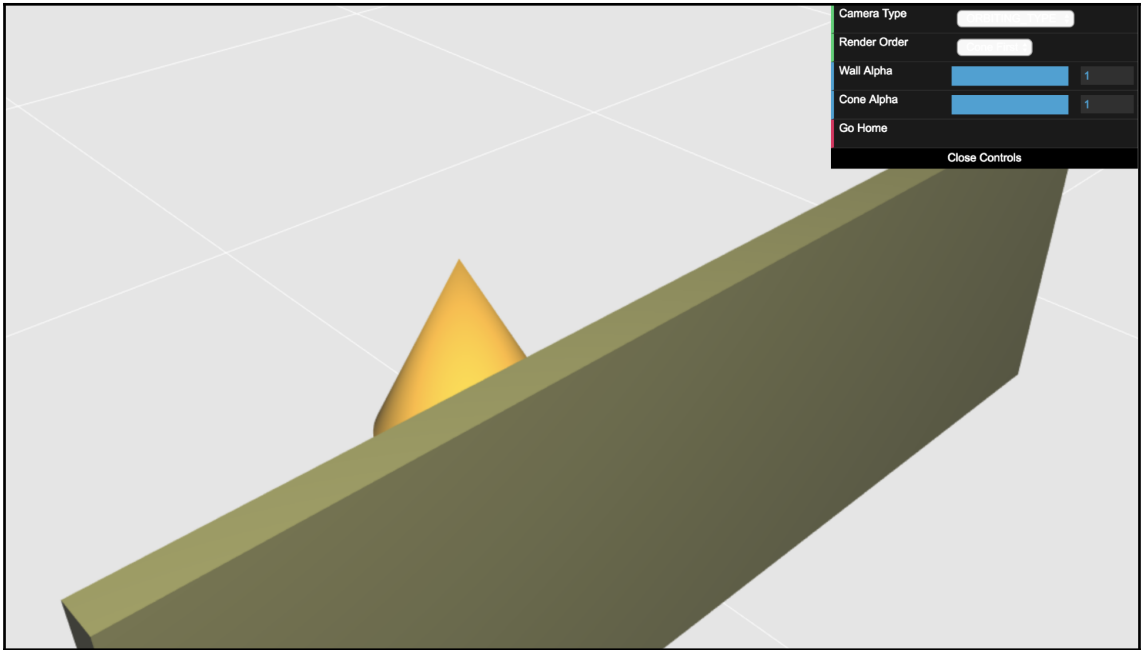 Camera Type
Render Order
Wall Alpha 1
Cone Alpha 1
Go Home
Close Controls